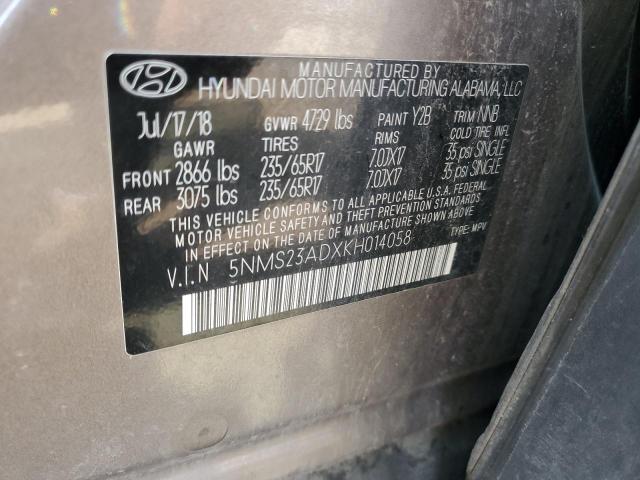 MANUFACTURED BY
HYUNDAI MOTOR MANUFACTURING ALABAMA, LLC
Jul/17/18 GVWR 4729 lbs PAINT Y2B TRIM NNB
GAWR TIRES RIMS COLD TIRE INFL
FRONT 2866 lbs 235/65R17 7.0JX17 35 psi SINGLE
REAR 3075 lbs 235/65R17 7.0JX17 35 psi SINGLE
THIS VEHICLE CONFORMS TO ALL APPLICABLE U.S.A. FEDERAL
MOTOR VEHICLE SAFETY AND THEFT PREVENTION STANDARDS
IN EFFECT ON THE DATE OF MANUFACTURE SHOWN ABOVE.
V.I.N 5NMS23ADXKH014058 TYPE: MPV